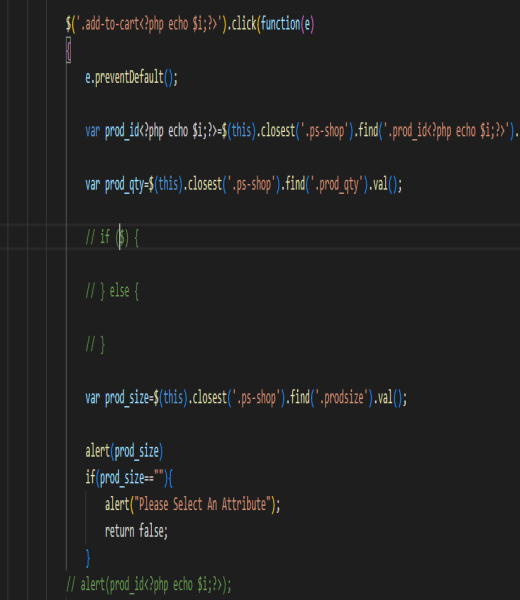 $('.add-to-cart<?php echo $i;?>').click(function(e)
{
e.preventDefault();
var prod_id<?php echo $i;?>=$(this).closest('.ps-shop').find('.prod_id<?php echo $i;?>').
var prod_qty=$(this).closest('.ps-shop').find('.prod_qty').val();
// if ($) {
// } else {
// }
var prod_size=$(this).closest('.ps-shop').find('.prodsize').val();
alert(prod_size)
if(prod_size==""){
alert("Please Select An Attribute");
return false;
}
// alert(prod_id<?php echo $i;?>);